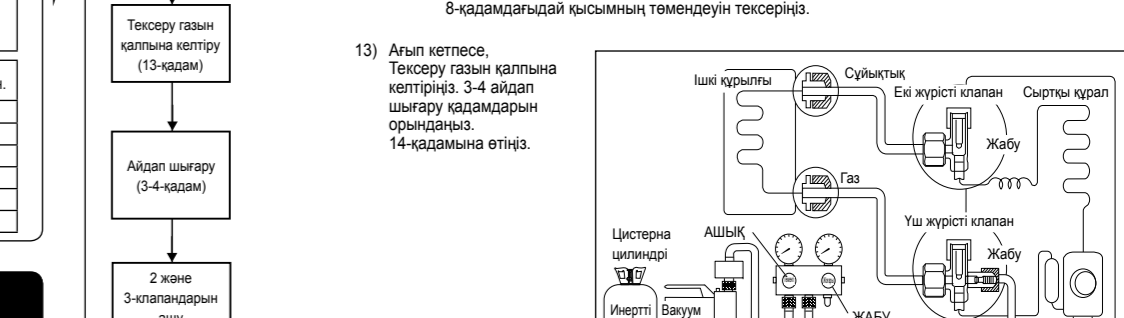 8-қадамдағыдай қысымның төмендеуін тексеріңіз.
Тексеру газын
қалпына келтіру
(13-қадам)
Айдап шығару
(3-4-қадам)
2 және
3-клапандарын
ашу
13) Ағып кетпесе,
Тексеру газын қалпына
келтіріңіз. 3-4 айдап
шығару қадамдарын
орындаңыз.
14-қадамына өтіңіз.
Ішкі құрылғы
Сұйықтық
Екі жүрісті клапан
Сыртқы құрал
Жабу
Газ
Үш жүрісті клапан
Жабу
Цистерна
цилиндрі
АШЫҚ
Инертті
Вакуум
ЖАБУ